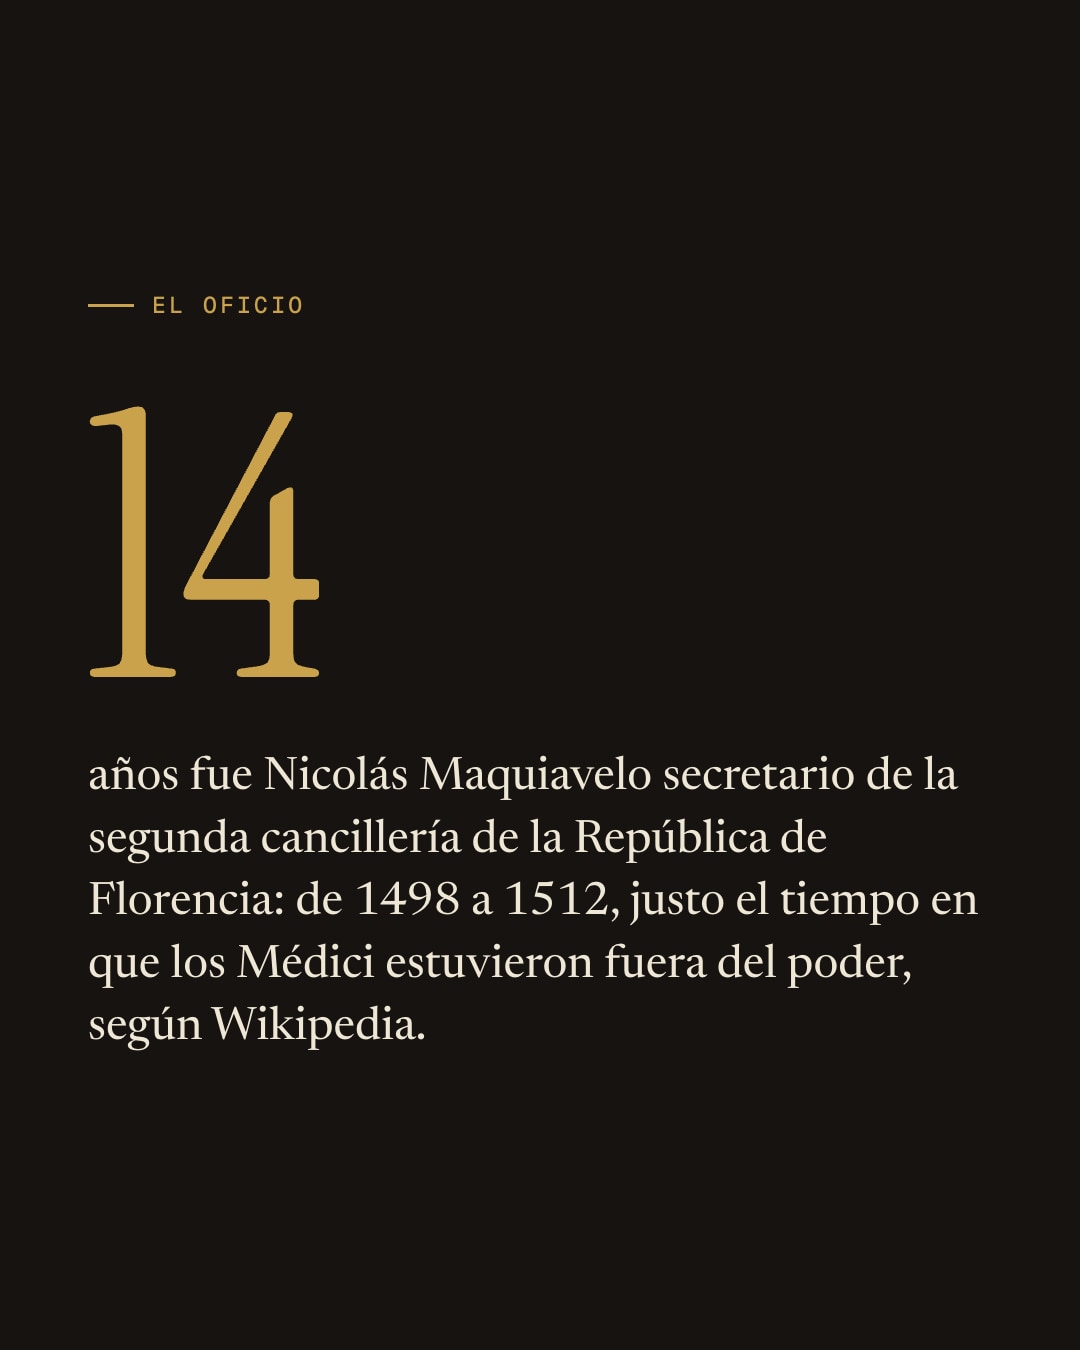 EL OFICIO
14
años fue Nicolás Maquiavelo secretario de la
segunda cancillería de la República de
Florencia: de 1498 a 1512, justo el tiempo en
que los Médici estuvieron fuera del poder,
según Wikipedia.